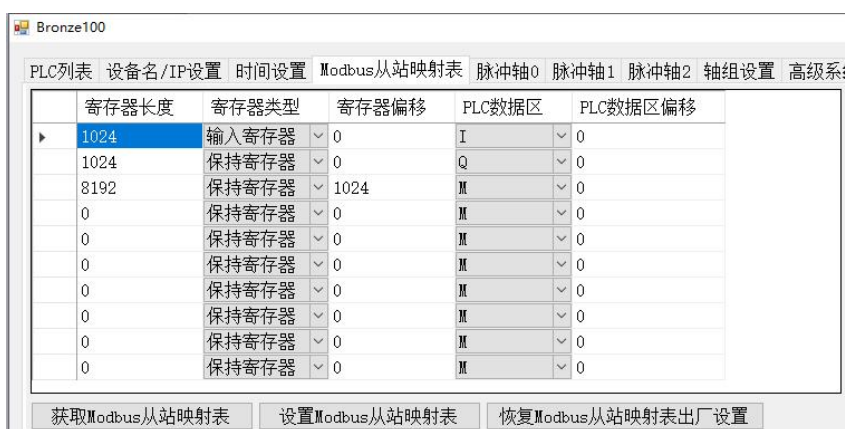 Bronze100
PLC列表 设备名/IP设置 时间设置 Modbus从站映射表 脉冲轴0 脉冲轴1 脉冲轴2 轴组设置 高级系
寄存器长度 寄存器类型 寄存器偏移 PLC数据区 PLC数据区偏移
1024 输入寄存器 0 I 0
1024 保持寄存器 0 Q 0
8192 保持寄存器 1024 M 0
0 保持寄存器 0 M 0
0 保持寄存器 0 M 0
0 保持寄存器 0 M 0
0 保持寄存器 0 M 0
0 保持寄存器 0 M 0
0 保持寄存器 0 M 0
0 保持寄存器 0 M 0
获取Modbus从站映射表 设置Modbus从站映射表 恢复Modbus从站映射表出厂设置